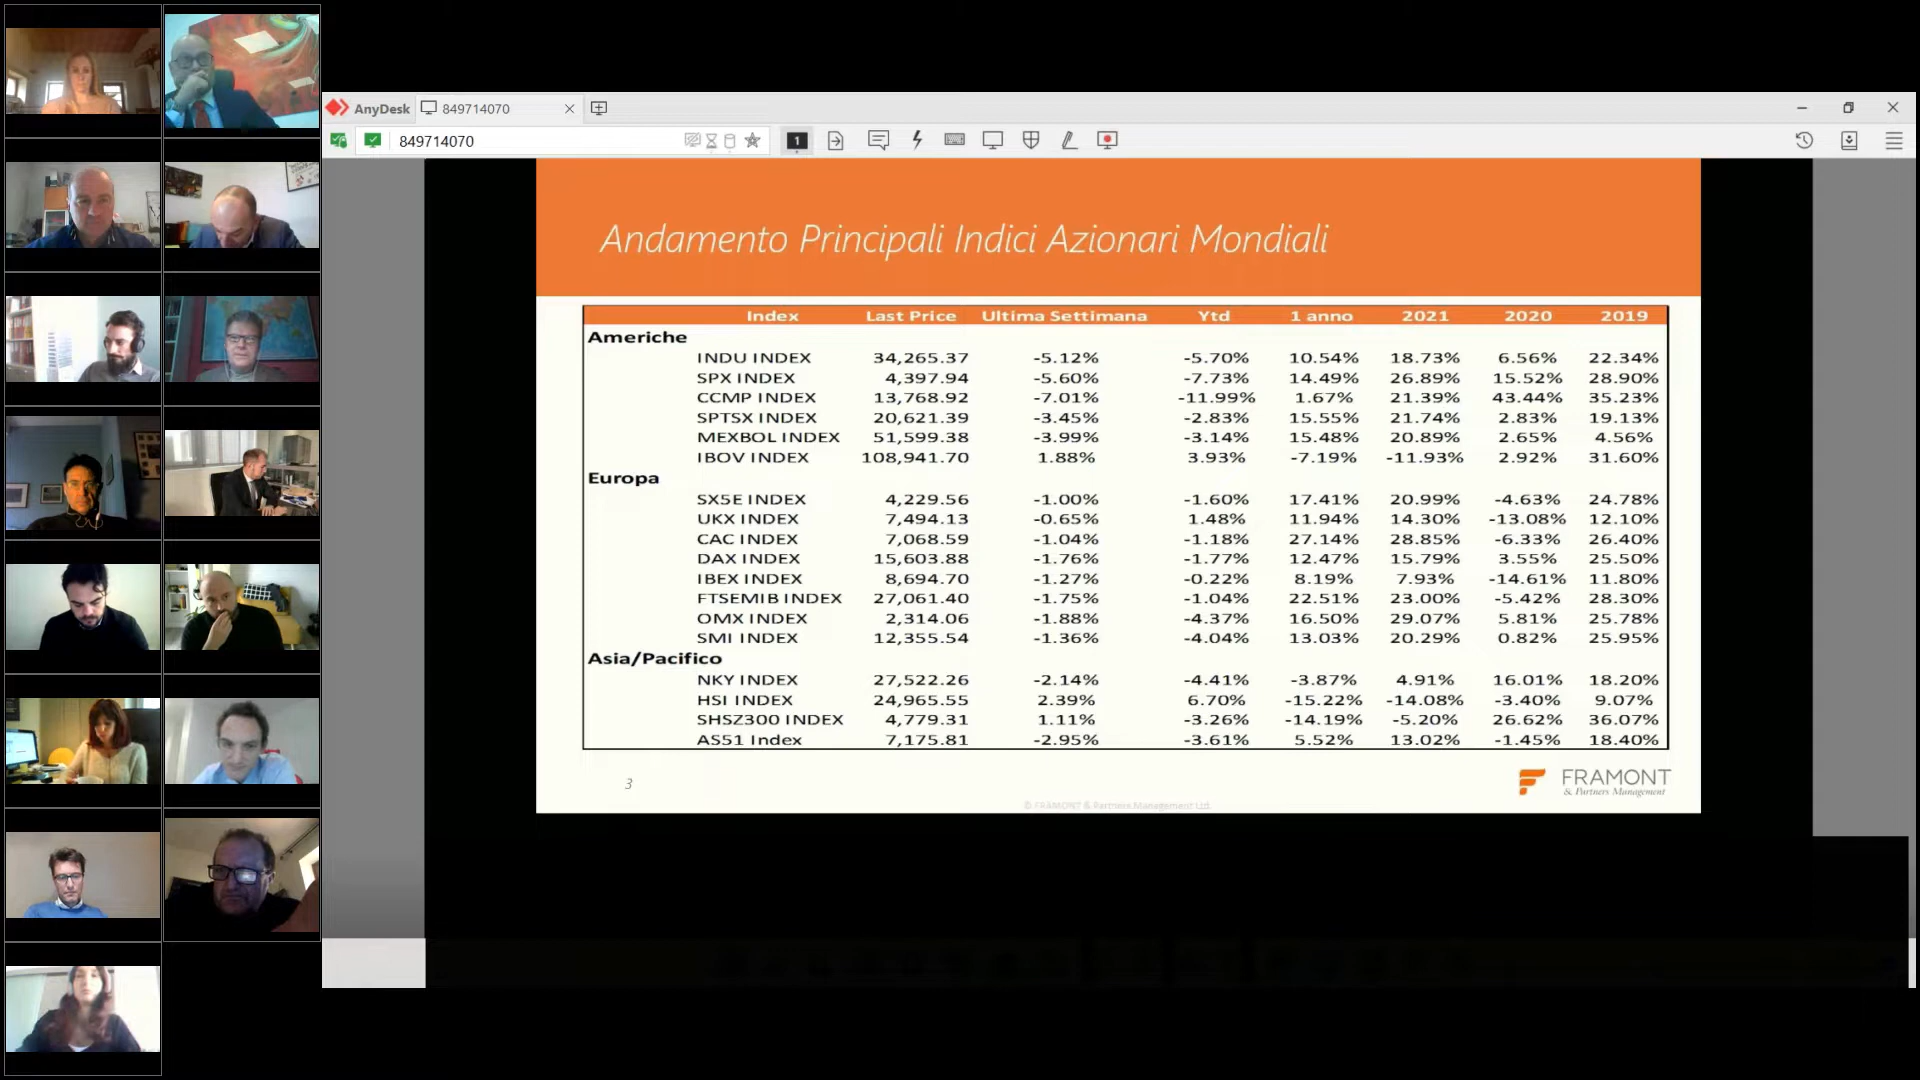 AnyDesk 849714070
849714070 1
Andamento Principali Indici Azionari Mondiali
Index Last Price Ultima Settimana Ytd 1 anno 2021 2020 2019
Americhe
INDU INDEX 34,265.37 -5.12% -5.70% 10.54% 18.73% 6.56% 22.34%
SPX INDEX 4,397.94 -5.60% -7.73% 14.49% 26.89% 15.52% 28.90%
CCMP INDEX 13,768.92 -7.01% -11.99% 1.67% 21.39% 43.44% 35.23%
SPTSX INDEX 20,621.39 -3.45% -2.83% 15.55% 21.74% 2.83% 19.13%
MEXBOL INDEX 51,599.38 -3.99% -3.14% 15.48% 20.89% 2.65% 4.56%
IBOV INDEX 108,941.70 1.88% 3.93% -7.19% -11.93% 2.92% 31.60%
Europa
SX5E INDEX 4,229.56 -1.00% -1.60% 17.41% 20.99% -4.63% 24.78%
UKX INDEX 7,494.13 -0.65% 1.48% 11.94% 14.30% -13.08% 12.10%
CAC INDEX 7,068.59 -1.04% -1.18% 27.14% 28.85% -6.33% 26.40%
DAX INDEX 15,603.88 -1.76% -1.77% 12.47% 15.79% 3.55% 25.50%
IBEX INDEX 8,694.70 -1.27% -0.22% 8.19% 7.93% -14.61% 11.80%
FTSEMIB INDEX 27,061.40 -1.75% -1.04% 22.51% 23.00% -5.42% 28.30%
OMX INDEX 2,314.06 -1.88% -4.37% 16.50% 29.07% 5.81% 25.78%
SMI INDEX 12,355.54 -1.36% -4.04% 13.03% 20.29% 0.82% 25.95%
Asia/Pacifico
NKY INDEX 27,522.26 -2.14% -4.41% -3.87% 4.91% 16.01% 18.20%
HSI INDEX 24,965.55 2.39% 6.70% -15.22% -14.08% -3.40% 9.07%
SHSZ300 INDEX 4,779.31 1.11% -3.26% -14.19% -5.20% 26.62% 36.07%
AS51 Index 7,175.81 -2.95% -3.61% 5.52% 13.02% -1.45% 18.40%
3
FRAMONT
& Partners Management
© FRAMONT & Partners Management Ltd.